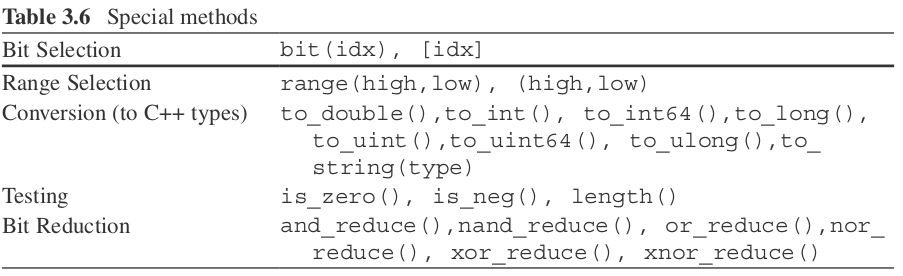 Table 3.6 Special methods
Bit Selection bit(idx), [idx]
Range Selection range(high,low), (high,low)
Conversion (to C++ types) to_double(),to_int(), to_int64(),to_long(),
to_uint(),to_uint64(), to_ulong(),to_
string(type)
Testing is_zero(), is_neg(), length()
Bit Reduction and_reduce(),nand_reduce(), or_reduce(),nor_
reduce(), xor_reduce(), xnor_reduce()